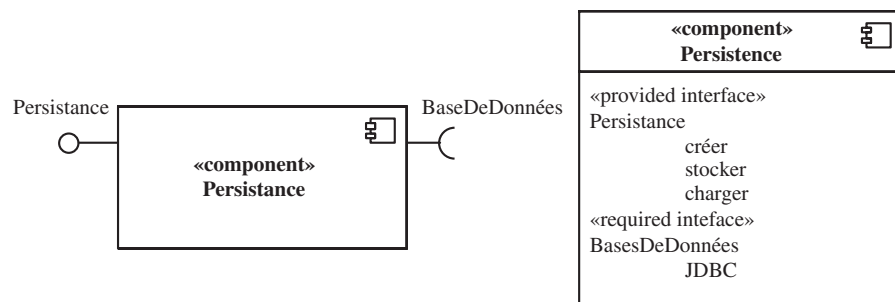 Persistance
BaseDeDonnées
«component»
Persistance
«component»
Persistence
«provided interface»
Persistance
créer
stocker
charger
«required inteface»
BasesDeDonnées
JDBC